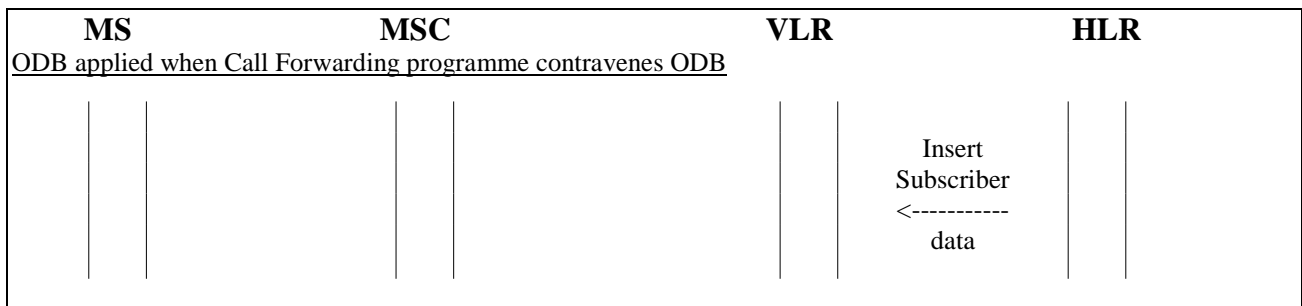 MS MSC VLR HLR
ODB applied when Call Forwarding programme contravenes ODB
Insert
Subscriber
<-----------
data